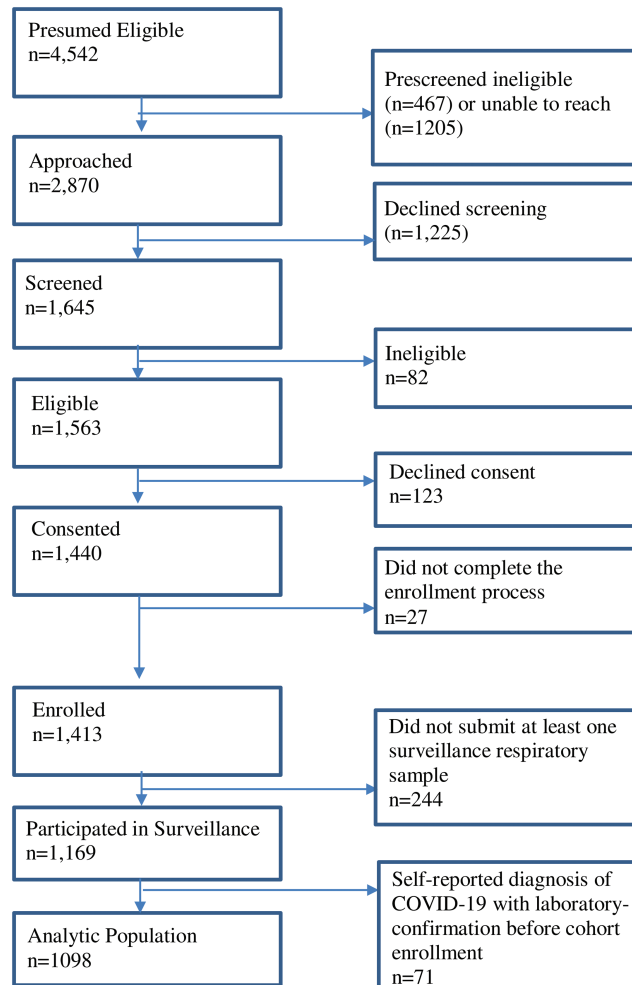 Presumed Eligible
n=4,542
Prescreened ineligible
(n=467) or unable to reach
(n=1205)
Approached
n=2,870
Declined screening
(n=1,225)
Screened
n=1,645
Ineligible
n=82
Eligible
n=1,563
Declined consent
n=123
Consented
n=1,440
Did not complete the
enrollment process
n=27
Enrolled
n=1,413
Did not submit at least one
surveillance respiratory
sample
n=244
Participated in Surveillance
n=1,169
Self-reported diagnosis of
COVID-19 with laboratory-
confirmation before cohort
enrollment
n=71
Analytic Population
n=1098